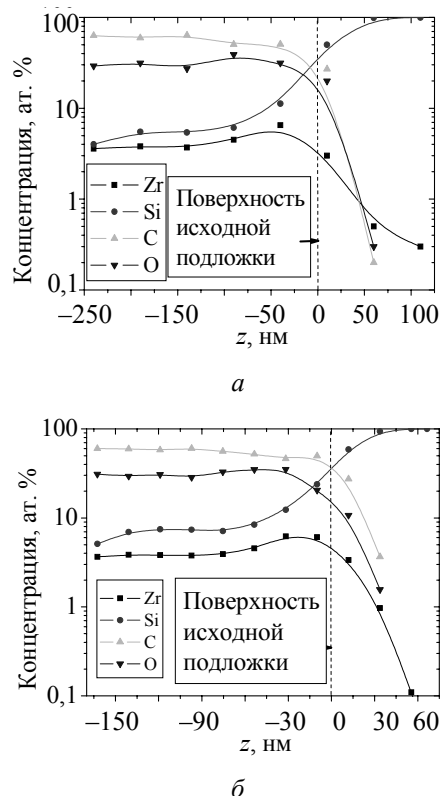 100
10
1
0,1
Концентрация, ат. %
Zr
Si
C
O
Поверхность
исходной
подложки
–250 –200 –150 –100 –50 0 50 100
z, нм
а
100
10
1
0,1
Концентрация, ат. %
Zr
Si
C
O
Поверхность
исходной
подложки
–150 –90 –30 0 30 60
z, нм
б